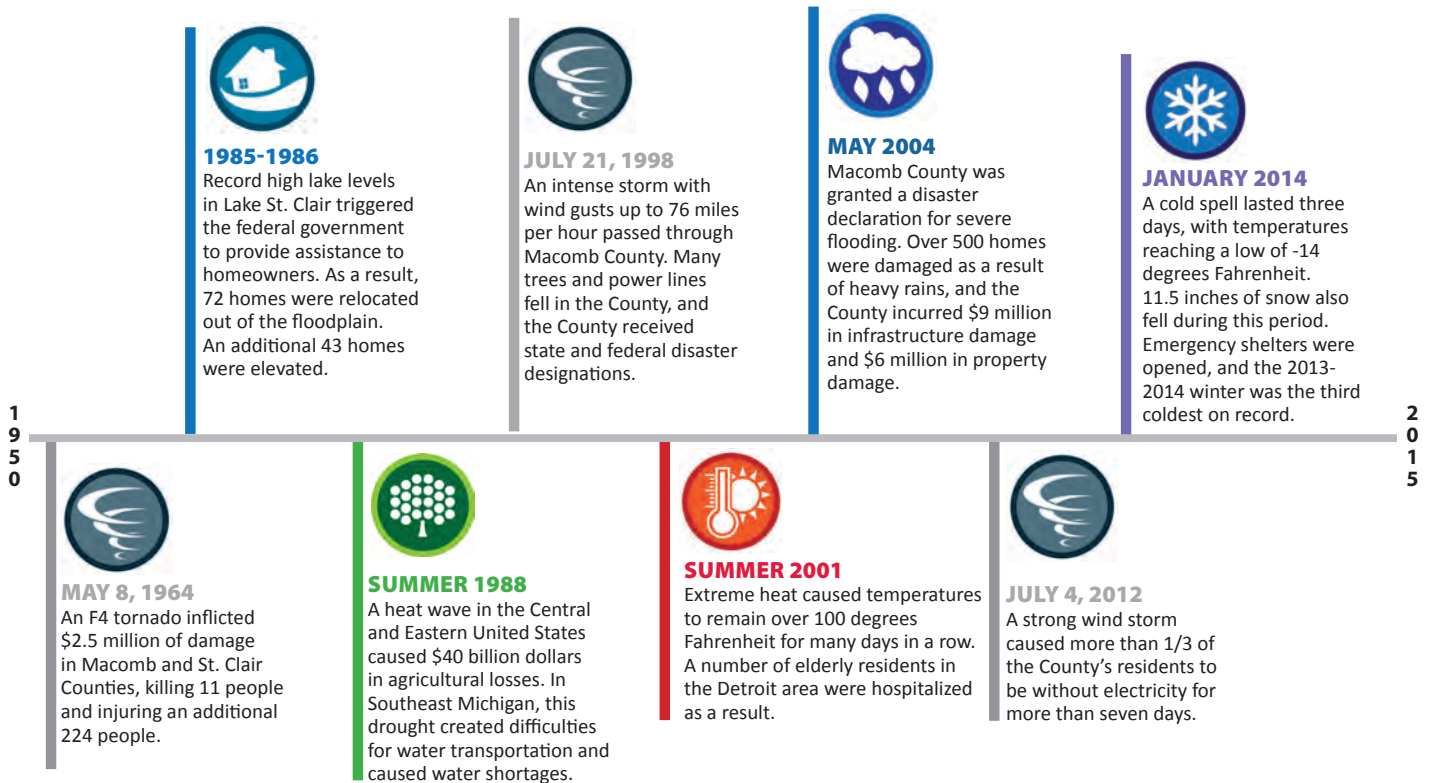 1985-1986
Record high lake levels
in Lake St. Clair triggered
the federal government
to provide assistance to
homeowners. As a result,
72 homes were relocated
out of the floodplain.
An additional 43 homes
were elevated.
JULY 21, 1998
An intense storm with
wind gusts up to 76 miles
per hour passed through
Macomb County. Many
trees and power lines
fell in the County, and
the County received
state and federal disaster
designations.
MAY 2004
Macomb County was
granted a disaster
declaration for severe
flooding. Over 500 homes
were damaged as a result
of heavy rains, and the
County incurred $9 million
in infrastructure damage
and $6 million in property
damage.
JANUARY 2014
A cold spell lasted three
days, with temperatures
reaching a low of -14
degrees Fahrenheit.
11.5 inches of snow also
fell during this period.
Emergency shelters were
opened, and the 2013-
2014 winter was the third
coldest on record.
1
9
5
0
2
0
1
5
MAY 8, 1964
An F4 tornado inflicted
$2.5 million of damage
in Macomb and St. Clair
Counties, killing 11 people
and injuring an additional
224 people.
SUMMER 1988
A heat wave in the Central
and Eastern United States
caused $40 billion dollars
in agricultural losses. In
Southeast Michigan, this
drought created difficulties
for water transportation and
caused water shortages.
SUMMER 2001
Extreme heat caused temperatures
to remain over 100 degrees
Fahrenheit for many days in a row.
A number of elderly residents in
the Detroit area were hospitalized
as a result.
JULY 4, 2012
A strong wind storm
caused more than 1/3 of
the County's residents to
be without electricity for
more than seven days.